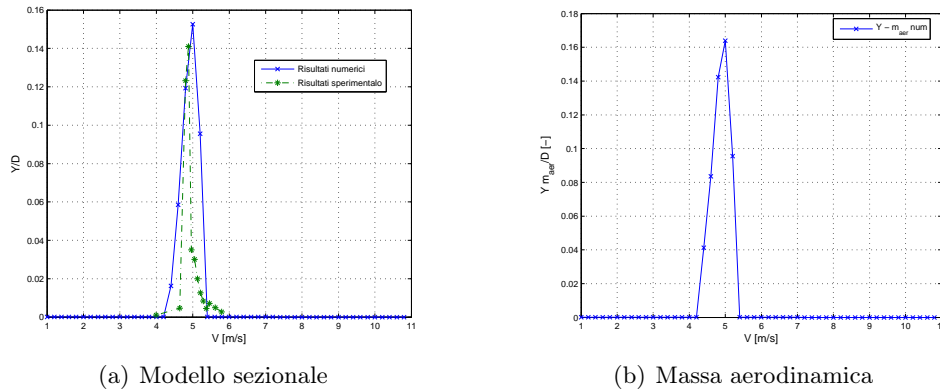 0.16
0.14
0.12
0.1
0.08
0.06
0.04
0.02
0
Y/D
Risultati numerici
Risultati sperimentalo
1 2 3 4 5 6 7 8 9 10 11
V [m/s]
(a) Modello sezionale
0.18
0.16
0.14
0.12
0.1
0.08
0.06
0.04
0.02
0
Y m_aer/D [-]
Y − m_aer num
1 2 3 4 5 6 7 8 9 10 1
V [m/s]
(b) Massa aerodinamica